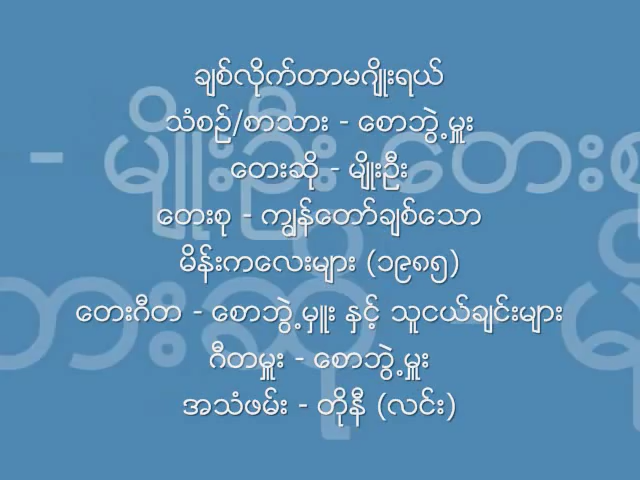 ချစ်လိုက်တာမဂျိုးရယ်
သံစဉ်/စာသား - စောဘွဲ့မှူး
တေးဆို - မျိုးဦး
တေးစု - ကျွန်တော်ချစ်သော
မိန်းကလေးများ (၁၉၈၅)
တေးဂီတ - စောဘွဲ့မှူး နှင့် သူငယ်ချင်းများ
ဂီတမှူး - စောဘွဲ့မှူး
အသံဖမ်း - တိုနီ (လင်း)